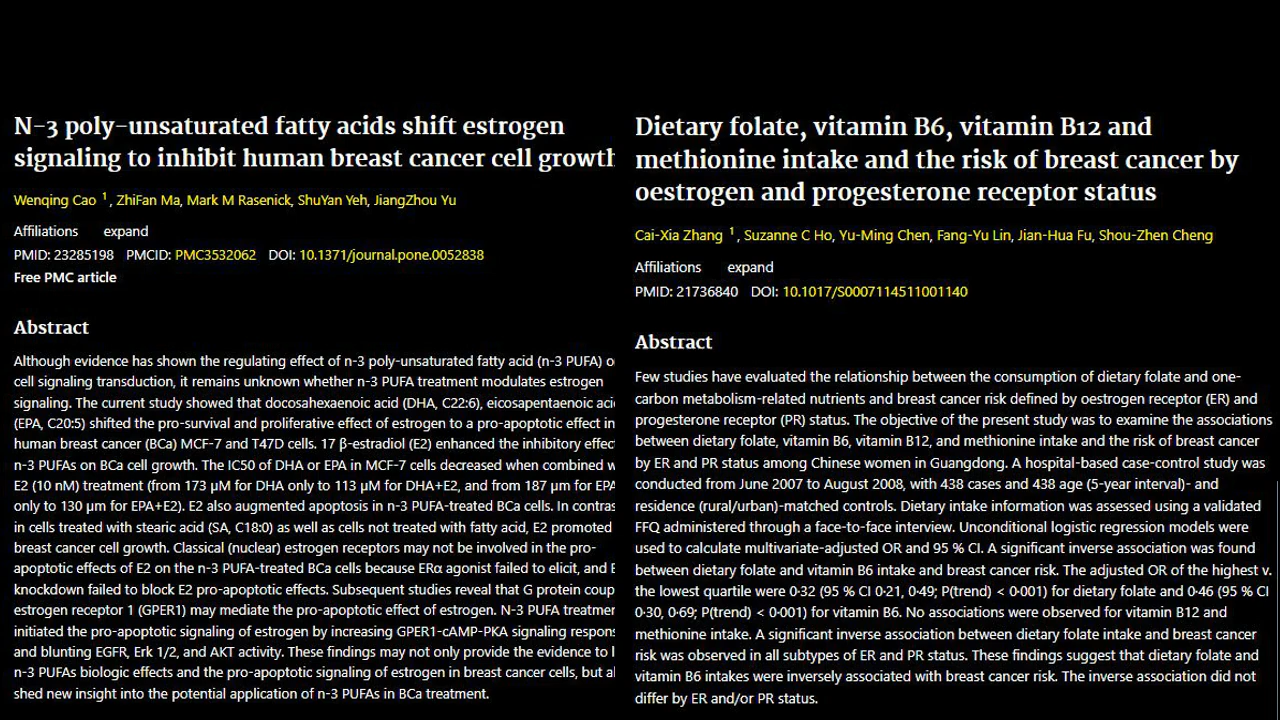 N-3 poly-unsaturated fatty acids shift estrogen
signaling to inhibit human breast cancer cell growth
Wenqing Cao 1, ZhiFan Ma, Mark M Rasenick, ShuYan Yeh, JiangZhou Yu
Affiliations expand
PMID: 23285198 PMCID: PMC3532062 DOI: 10.1371/journal.pone.0052838
Free PMC article
Abstract
Although evidence has shown the regulating effect of n-3 poly-unsaturated fatty acid (n-3 PUFA)
cell signaling transduction, it remains unknown whether n-3 PUFA treatment modulates estrogen
signaling. The current study showed that docosahexaenoic acid (DHA, C22:6), eicosapentaenoic
(EPA, C20:5) shifted the pro-survival and proliferative effect of estrogen to a pro-apoptotic effect in
human breast cancer (BCa) MCF-7 and T47D cells. 17 β-estradiol (E2) enhanced the inhibitory
n-3 PUFAs on BCa cell growth. The IC50 of DHA or EPA in MCF-7 cells decreased when combined
E2 (10 nM) treatment (from 173 μM for DHA only to 113 μM for DHA+E2, and from 187 μm for EPA
only to 130 μm for EPA+E2). E2 also augmented apoptosis in n-3 PUFA-treated BCa cells. In
in cells treated with stearic acid (SA, C18:0) as well as cells not treated with fatty acid, E2 promoted
breast cancer cell growth. Classical (nuclear) estrogen receptors may not be involved in the pro-
apoptotic effects of E2 on the n-3 PUFA-treated BCa cells because ERα agonist failed to elicit, and
knockdown failed to block E2 pro-apoptotic effects. Subsequent studies reveal that G protein
estrogen receptor 1 (GPER1) may mediate the pro-apoptotic effect of estrogen. N-3 PUFA
initiated the pro-apoptotic signaling of estrogen by increasing GPER1-cAMP-PKA signaling
and blunting EGFR, Erk 1/2, and AKT activity. These findings may not only provide the evidence to
n-3 PUFAs biologic effects and the pro-apoptotic signaling of estrogen in breast cancer cells, but
shed new insight into the potential application of n-3 PUFAs in BCa treatment.
Dietary folate, vitamin B6, vitamin B12 and
methionine intake and the risk of breast cancer by
oestrogen and progesterone receptor status
Cai-Xia Zhang 1, Suzanne C Ho, Yu-Ming Chen, Fang-Yu Lin, Jian-Hua Fu, Shou-Zhen Cheng
Affiliations expand
PMID: 21736840 DOI: 10.1017/S0007114511001140
Abstract
Few studies have evaluated the relationship between the consumption of dietary folate and one-
carbon metabolism-related nutrients and breast cancer risk defined by oestrogen receptor (ER) and
progesterone receptor (PR) status. The objective of the present study was to examine the associations
between dietary folate, vitamin B6, vitamin B12, and methionine intake and the risk of breast cancer
by ER and PR status among Chinese women in Guangdong. A hospital-based case-control study was
conducted from June 2007 to August 2008, with 438 cases and 438 age (5-year interval)- and
residence (rural/urban)-matched controls. Dietary intake information was assessed using a validated
FFQ administered through a face-to-face interview. Unconditional logistic regression models were
used to calculate multivariate-adjusted OR and 95 % CI. A significant inverse association was found
between dietary folate and vitamin B6 intake and breast cancer risk. The adjusted OR of the highest v.
the lowest quartile were 0·32 (95 % CI 0·21, 0·49; P(trend) < 0·001) for dietary folate and 0·46 (95 % CI
0·30, 0·69; P(trend) < 0·001) for vitamin B6. No associations were observed for vitamin B12 and
methionine intake. A significant inverse association between dietary folate intake and breast cancer
risk was observed in all subtypes of ER and PR status. These findings suggest that dietary folate and
vitamin B6 intakes were inversely associated with breast cancer risk. The inverse association did not
differ by ER and/or PR status.